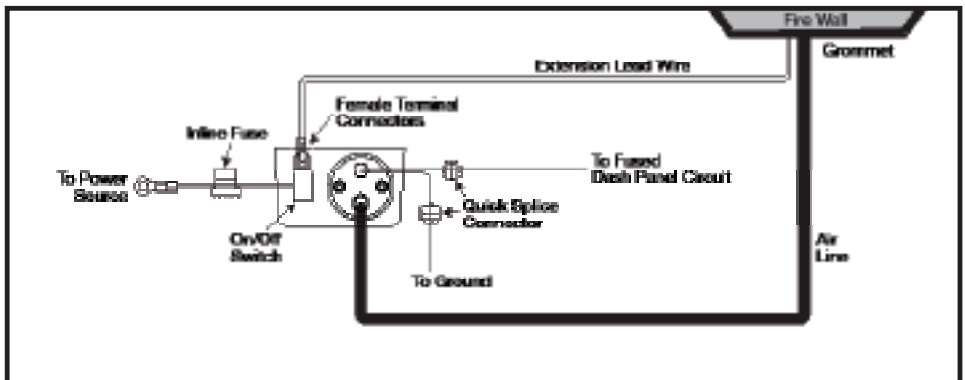 Fire Wall
Grommet
Extension Lead Wire
Female Terminal
Connectors
Inline Fuse
To Power
Source
To Fused
Dash Panel Circuit
Quick Splice
Connector
On/Off
Switch
Air
Line
To Ground